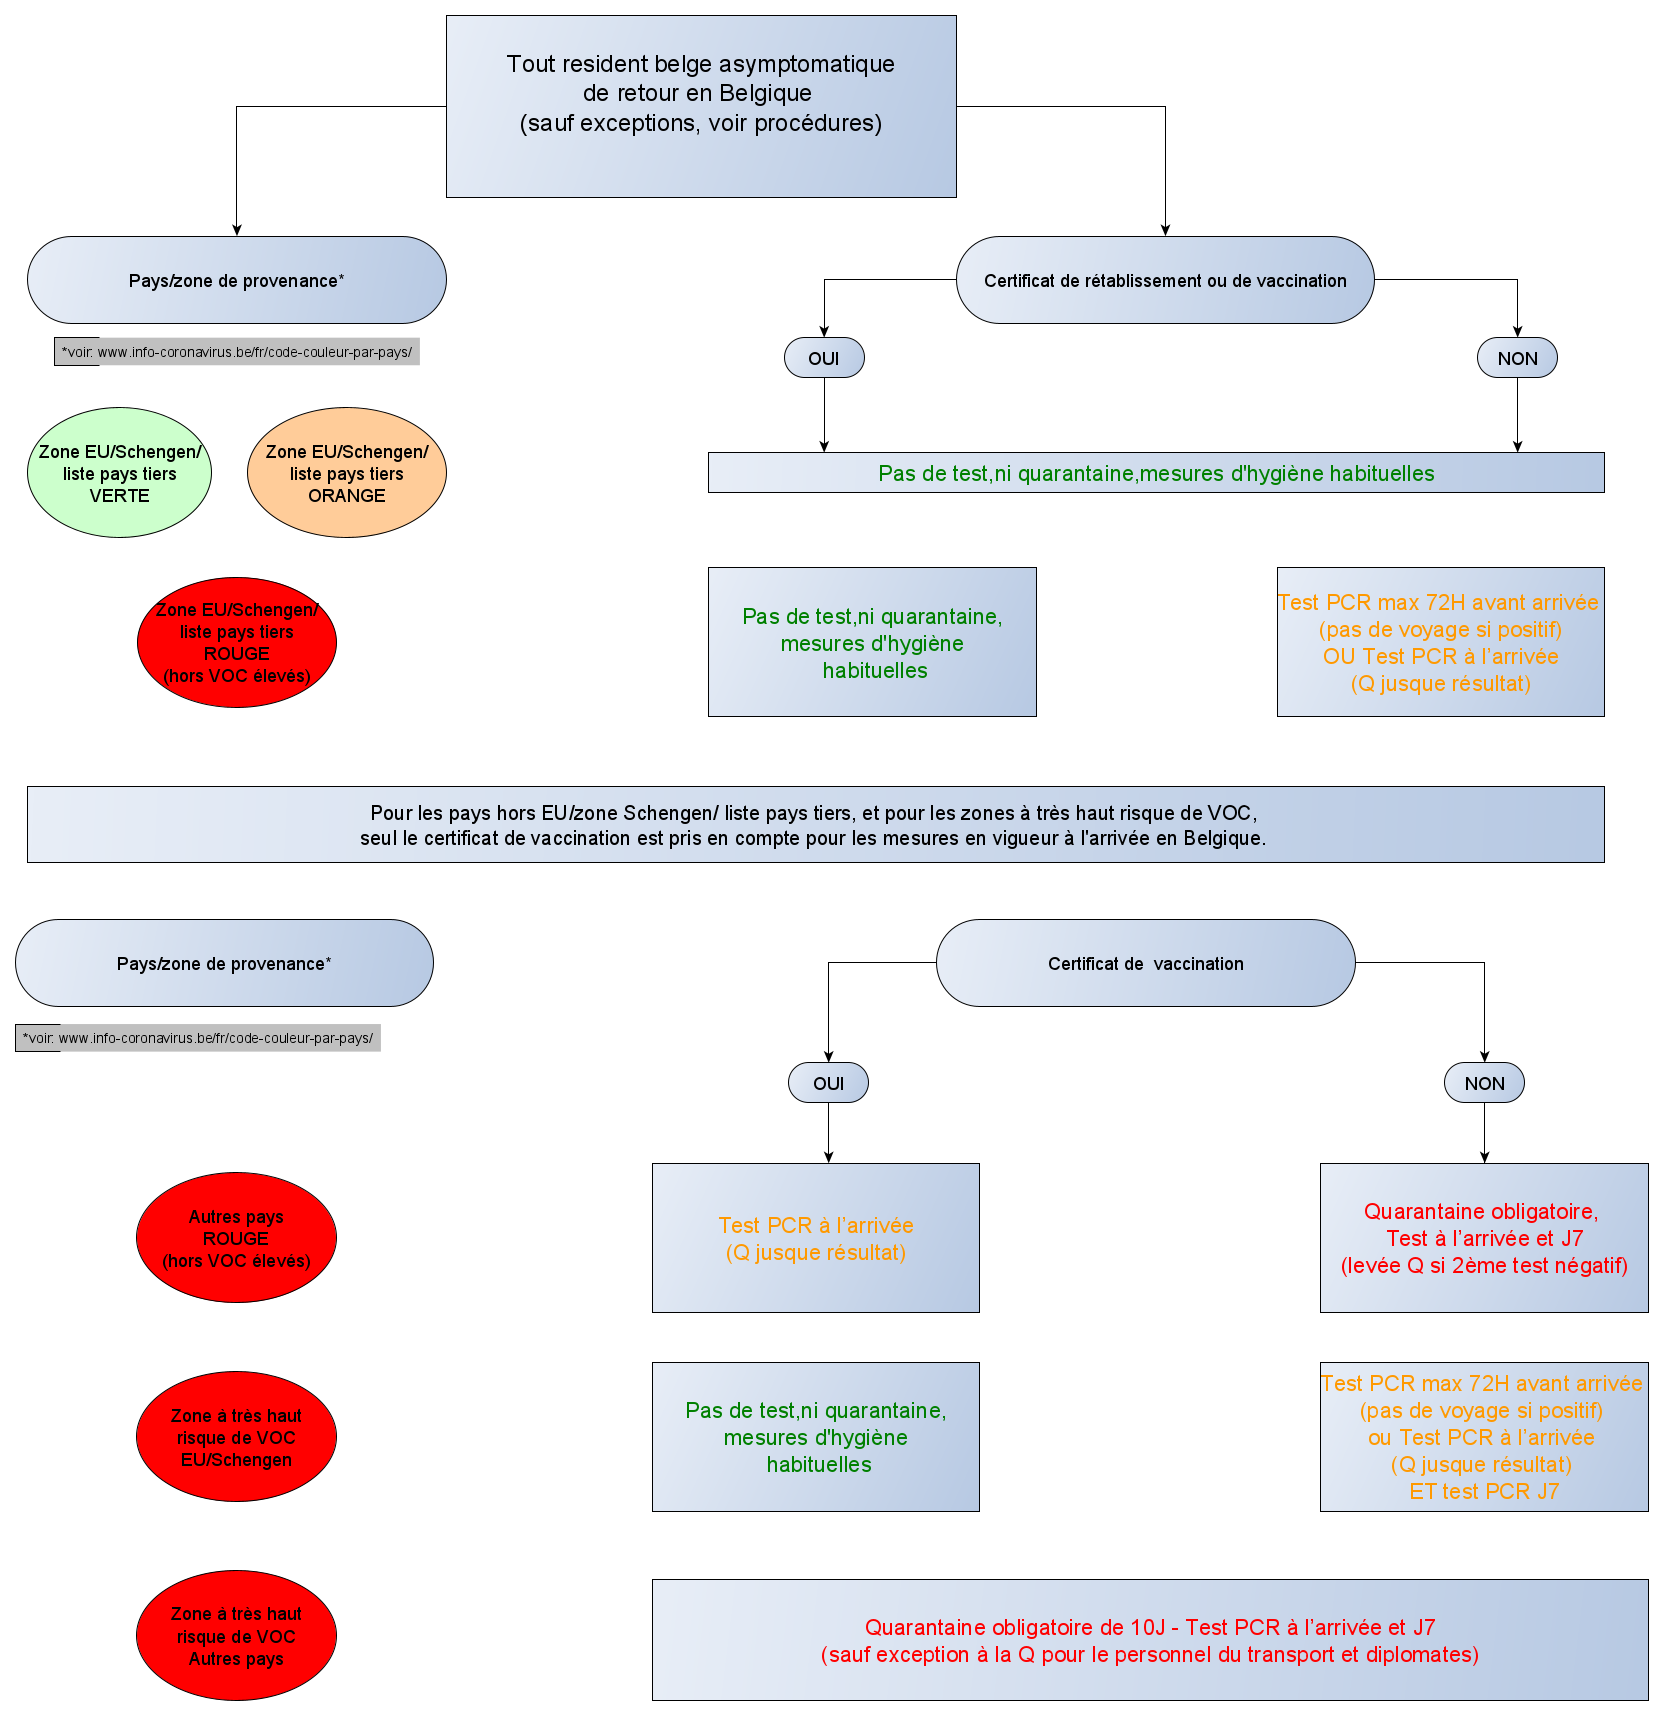 Tout resident belge asymptomatique
de retour en Belgique
(sauf exceptions, voir procédures)
Pays/zone de provenance*
Certificat de rétablissement ou de vaccination
*voir: www.info-coronavirus.be/fr/code-couleur-par-pays/
OUI
NON
Zone EU/Schengen/
liste pays tiers
VERTE
Zone EU/Schengen/
liste pays tiers
ORANGE
Pas de test,ni quarantaine,mesures d'hygiène habituelles
Zone EU/Schengen/
liste pays tiers
ROUGE
(hors VOC élevés)
Pas de test,ni quarantaine,
mesures d'hygiène
habituelles
Test PCR max 72H avant arrivée
(pas de voyage si positif)
OU Test PCR à l’arrivée
(Q jusque résultat)
Pour les pays hors EU/zone Schengen/ liste pays tiers, et pour les zones à très haut risque de VOC,
seul le certificat de vaccination est pris en compte pour les mesures en vigueur à l'arrivée en Belgique.
Pays/zone de provenance*
Certificat de  vaccination
*voir: www.info-coronavirus.be/fr/code-couleur-par-pays/
OUI
NON
Autres pays
ROUGE
(hors VOC élevés)
Test PCR à l’arrivée
(Q jusque résultat)
Quarantaine obligatoire,
Test à l’arrivée et J7
(levée Q si 2ème test négatif)
Zone à très haut
risque de VOC
EU/Schengen
Pas de test,ni quarantaine,
mesures d'hygiène
habituelles
Test PCR max 72H avant arrivée
(pas de voyage si positif)
ou Test PCR à l’arrivée
(Q jusque résultat)
ET test PCR J7
Zone à très haut
risque de VOC
Autres pays
Quarantaine obligatoire de 10J - Test PCR à l’arrivée et J7
(sauf exception à la Q pour le personnel du transport et diplomates)